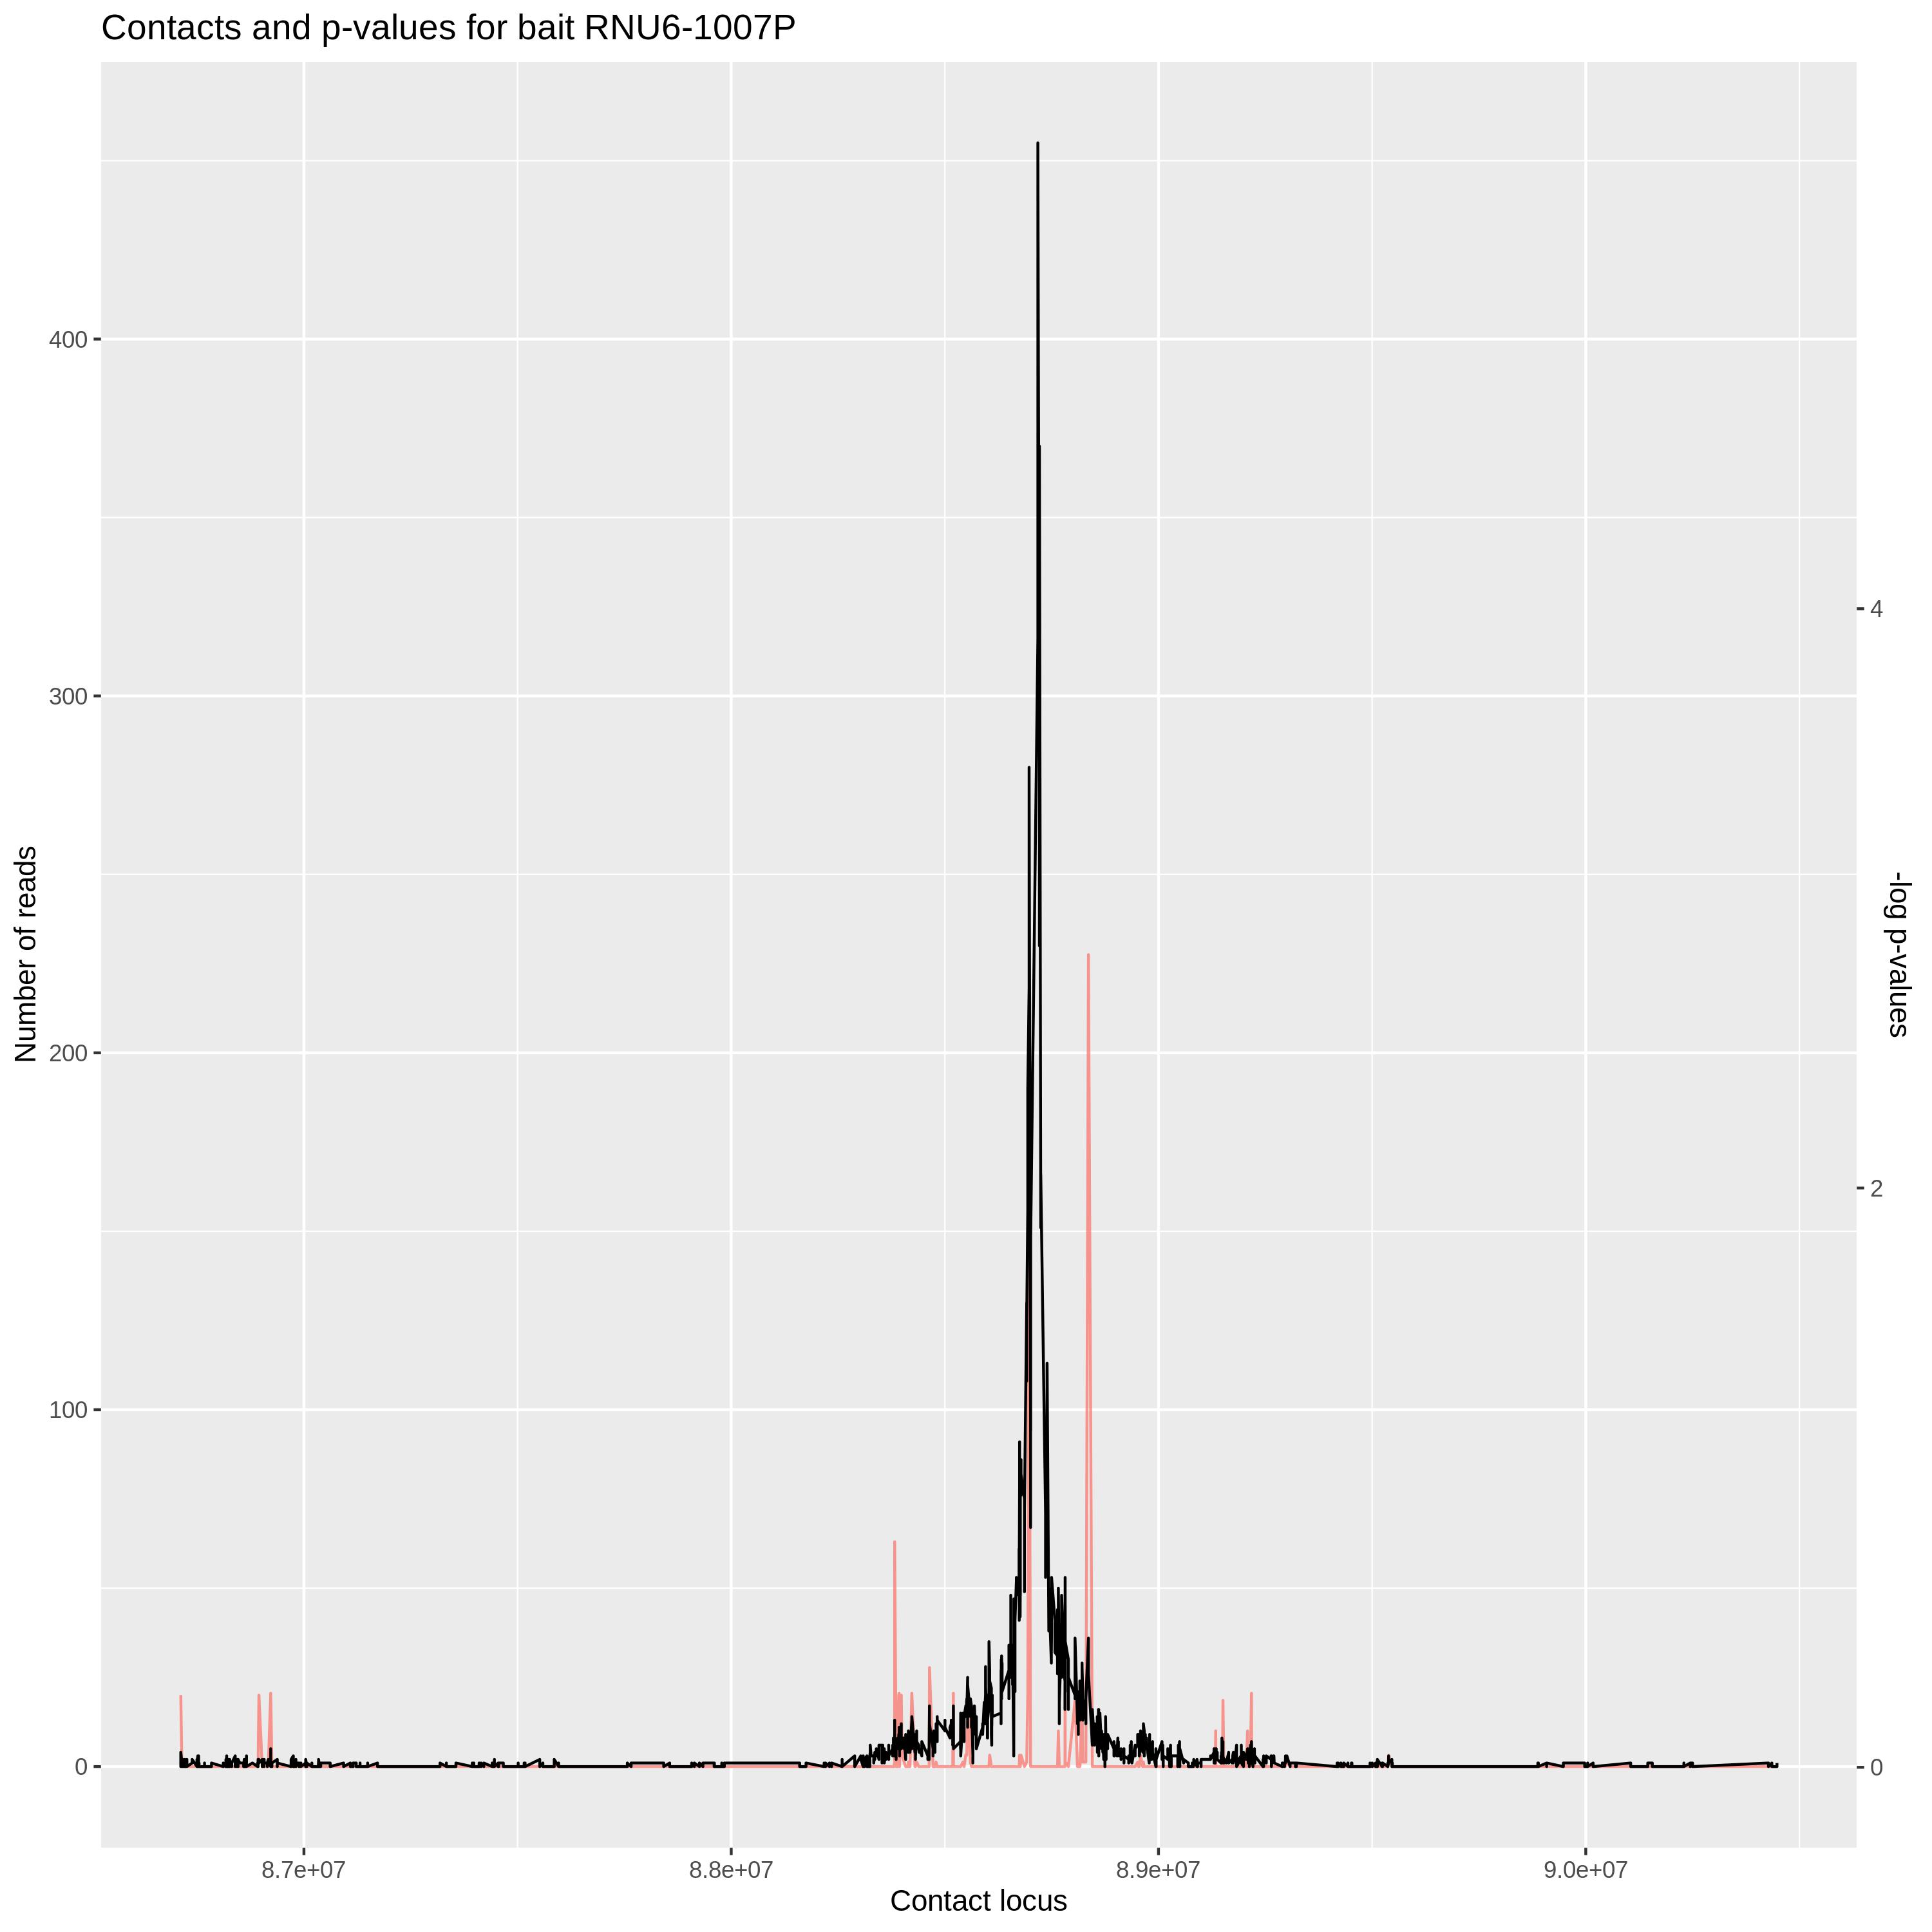 Contacts and p-values for bait RNU6-1007P
Number of reads
400
300
200
100
0
-log p-values
4
2
0
8.7e+07
8.8e+07
8.9e+07
9.0e+07
Contact locus